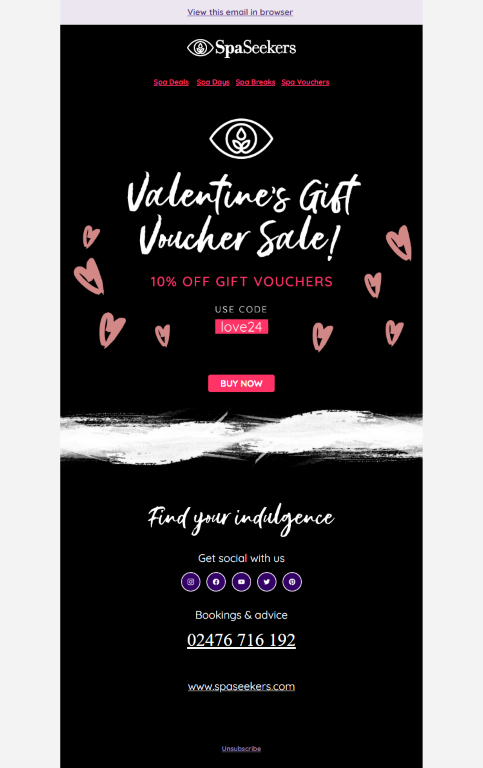 View this email in browser
SpaSeekers
Spa Deals Spa Days Spa Breaks Spa Vouchers
Valentine's Gift
Voucher Sale!
10% OFF GIFT VOUCHERS
USE CODE
love24
BUY NOW
Find your indulgence
Get social with us
Bookings & advice
02476 716 192
www.spaseekers.com
Unsubscribe